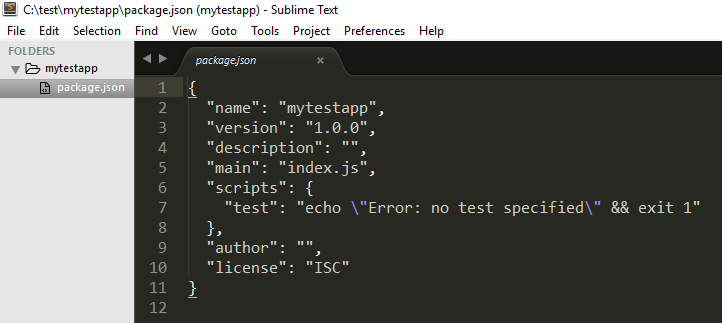 C:\test\mytestapp\package.json (mytestapp) - Sublime Text
File Edit Selection Find View Goto Tools Project Preferences Help
FOLDERS
mytestapp
package.json
package.json
1 {
2 "name": "mytestapp",
3 "version": "1.0.0",
4 "description": "",
5 "main": "index.js",
6 "scripts": {
7 "test": "echo \"Error: no test specified\" && exit 1"
8 },
9 "author": "",
10 "license": "ISC"
11 }
12